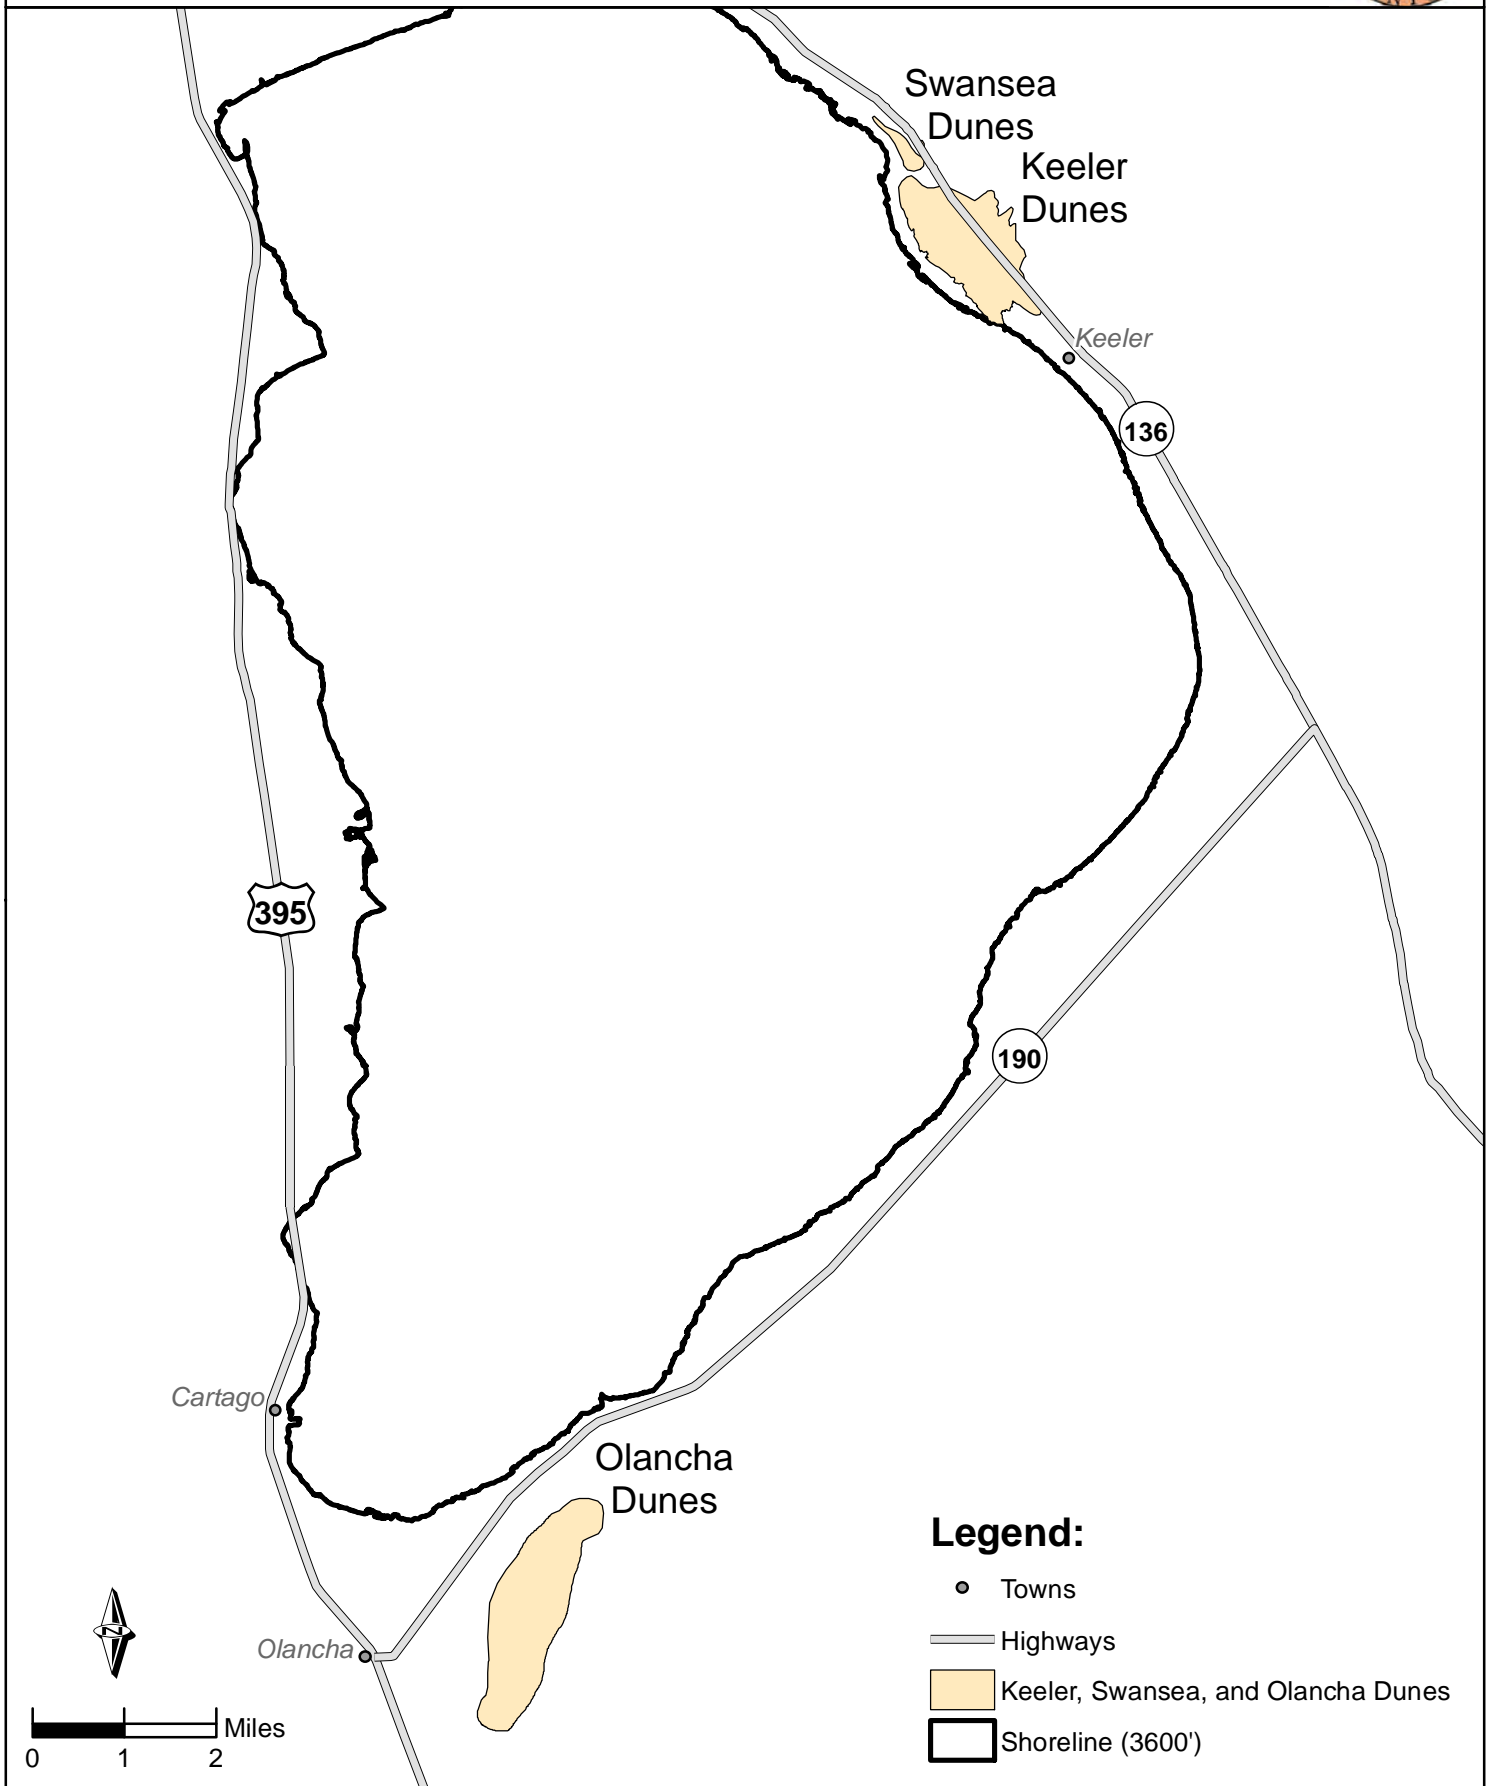 Swansea
Dunes
Keeler
Dunes
Keeler
136
395
190
Cartago
Olancha
Dunes
Legend:
Towns
Olancha
Highways
N
Keeler, Swansea, and Olancha Dunes
Miles
0 1 2
Shoreline (3600')